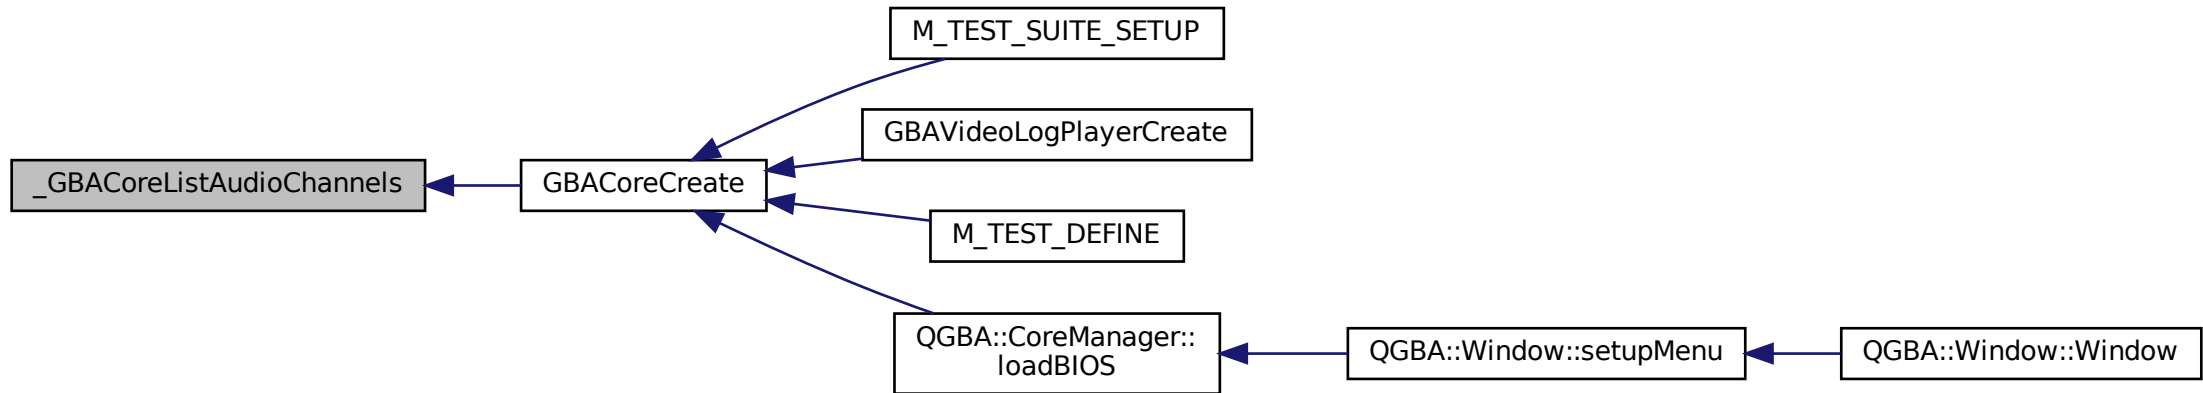 M_TEST_SUITE_SETUP
GBAVideoLogPlayerCreate
_GBACoreListAudioChannels
GBACoreCreate
M_TEST_DEFINE
QGBA::CoreManager::
loadBIOS
QGBA::Window::setupMenu
QGBA::Window::Window